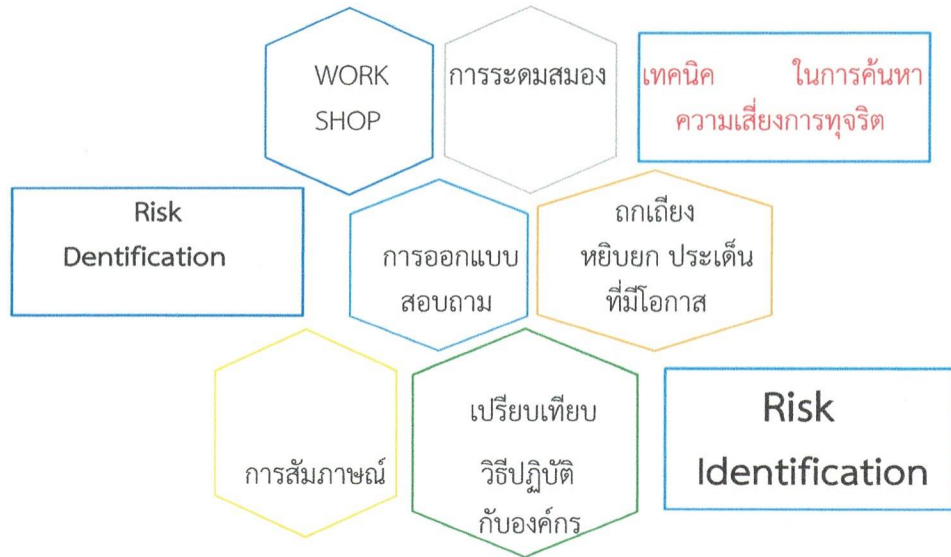 WORK
SHOP
การระดมสมอง
เทคนิค ในการค้นหา
ความเสี่ยงการทุจริต
Risk
Dentification
การออกแบบ
สอบถาม
ถกเถียง
หยิบยก ประเด็น
ที่มีโอกาส
การสัมภาษณ์
เปรียบเทียบ
วิธีปฏิบัติ
กับองค์กร
Risk
Identification